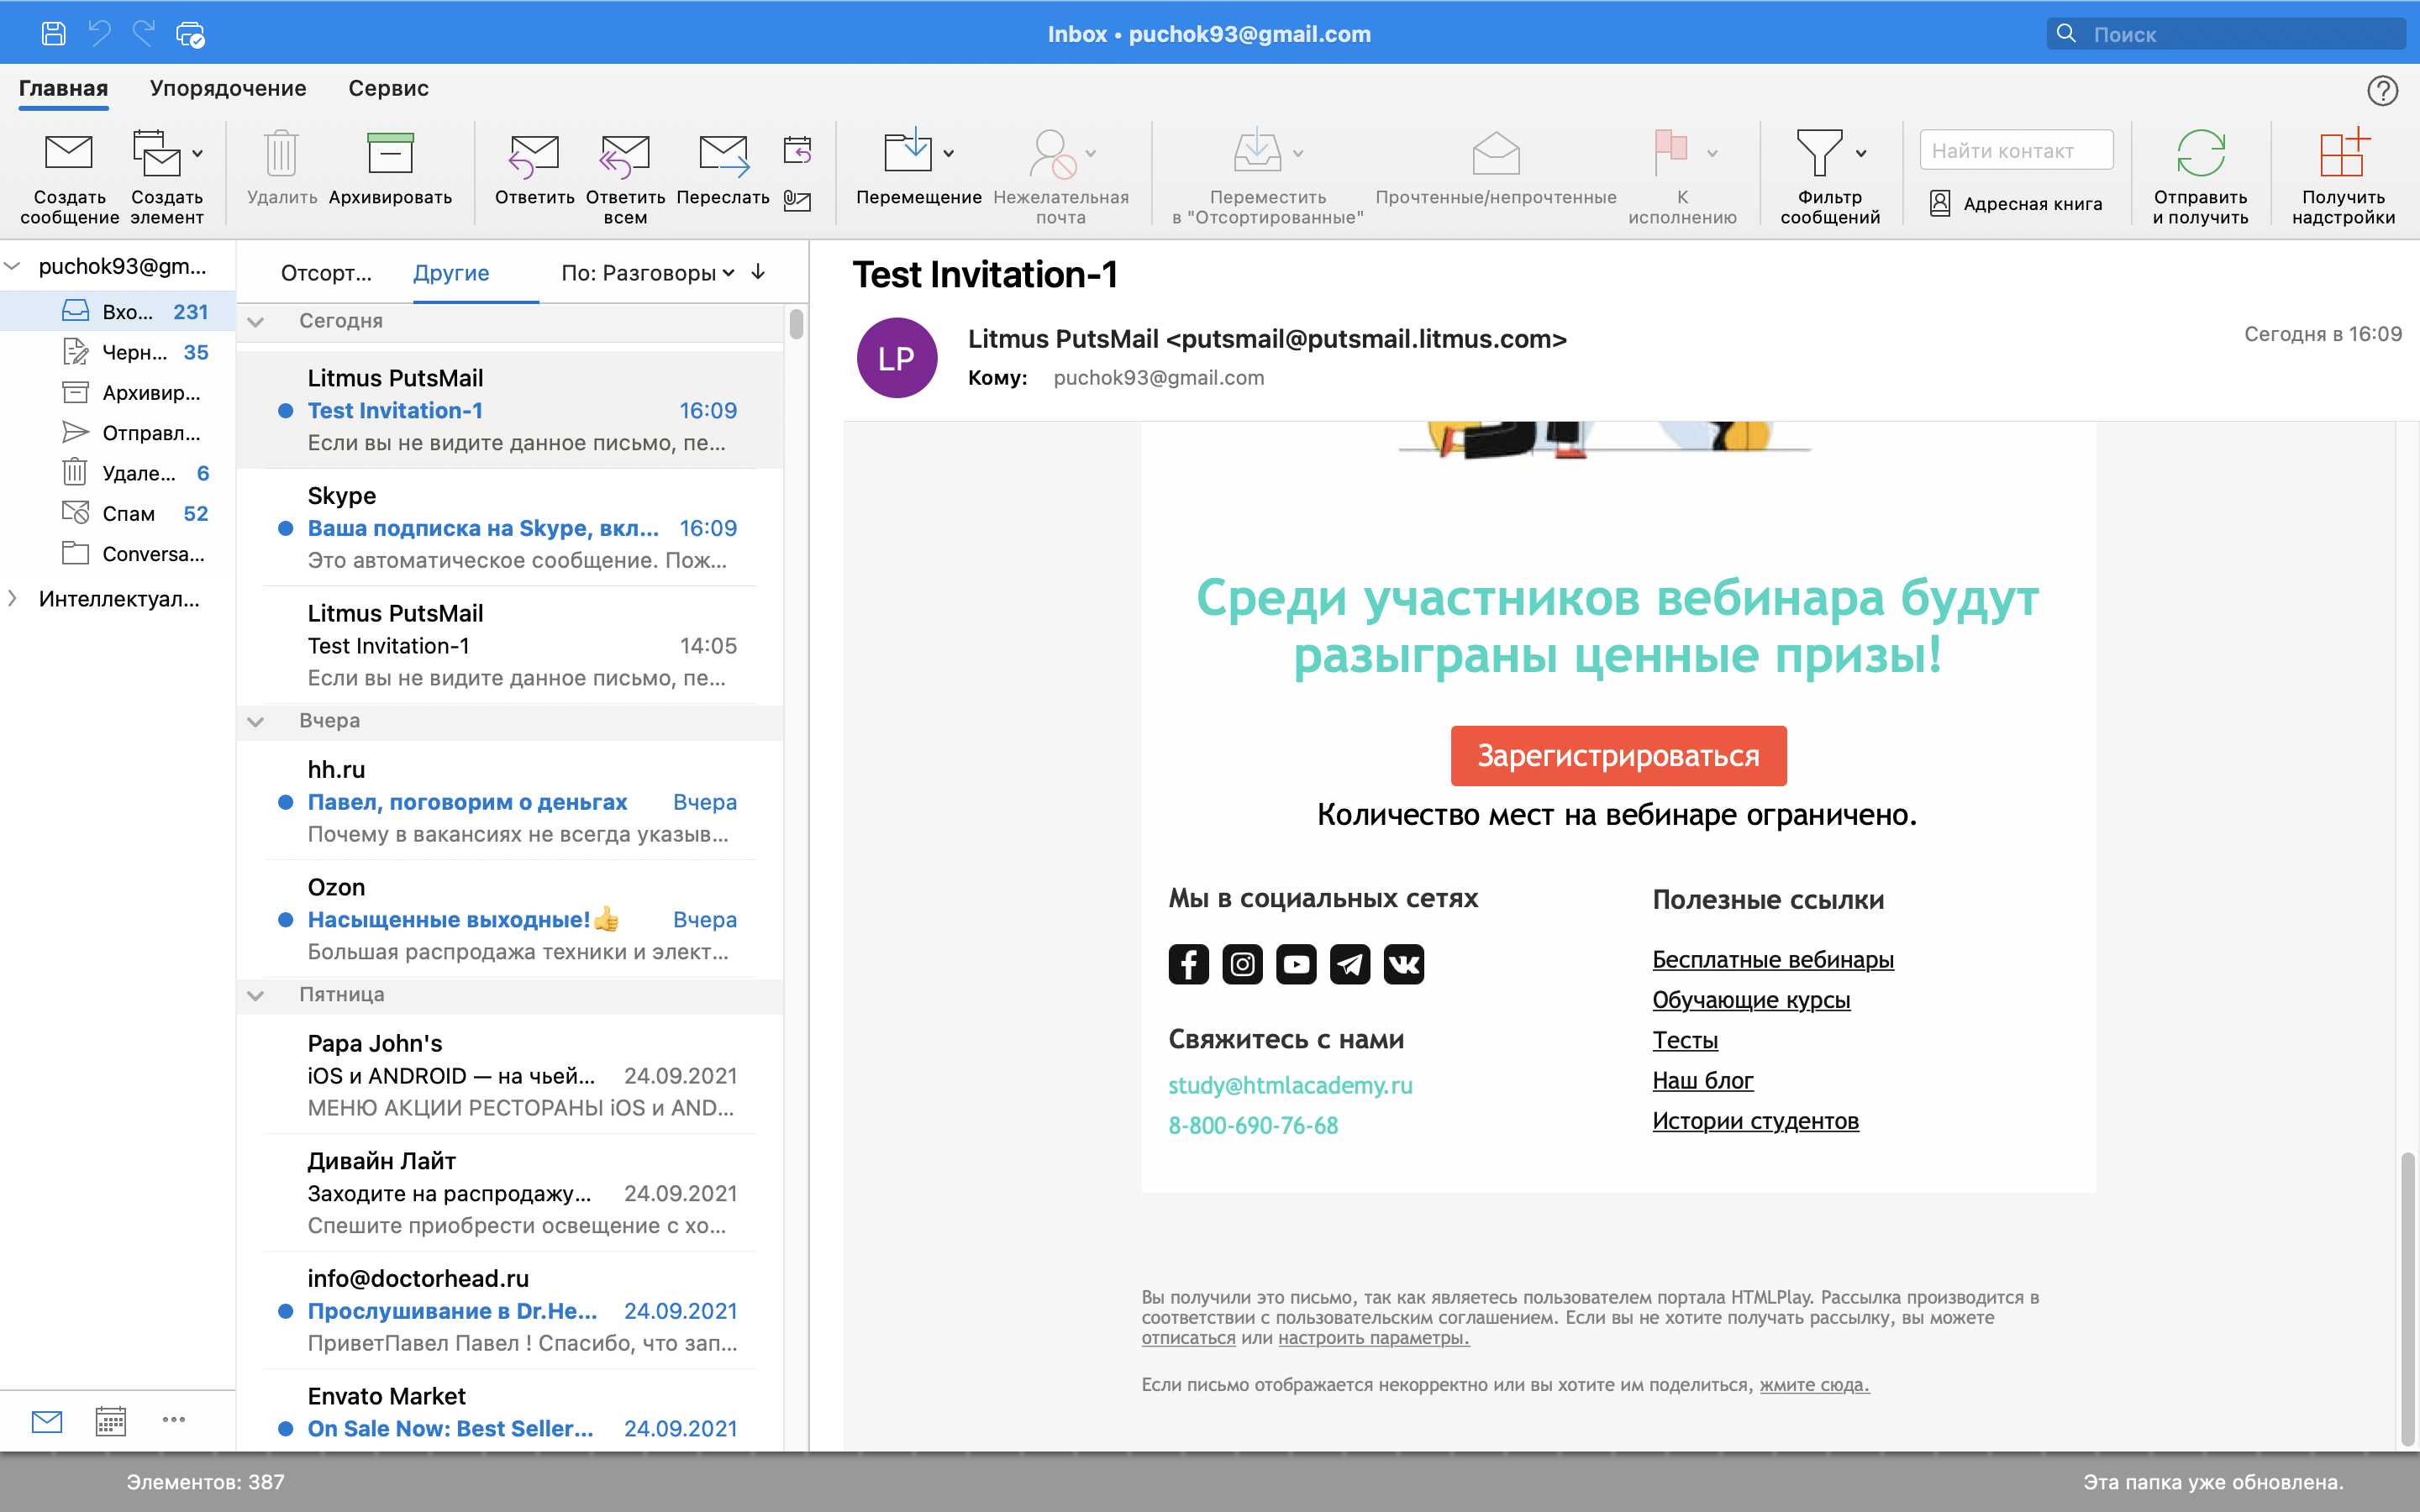 Inbox • puchok93@gmail.com
Поиск
Главная
Упорядочение
Сервис
Создать сообщение
Создать элемент
Удалить
Архивировать
Ответить
Ответить всем
Переслать
Перемещение
Нежелательная почта
Переместить в "Отсортированные"
Прочтенные/непрочтенные
К исполнению
Фильтр сообщений
Найти контакт
Адресная книга
Отправить и получить
Получить надстройки
puchok93@gm...
Вхо... 231
Черн... 35
Архивир...
Отправл...
Удале... 6
Спам 52
Conversa...
Интеллектуал...
Отсорт...
Другие
По: Разговоры
Сегодня
Litmus PutsMail
Test Invitation-1 16:09
Если вы не видите данное письмо, пе...
Skype
Ваша подписка на Skype, вкл... 16:09
Это автоматическое сообщение. Пож...
Litmus PutsMail
Test Invitation-1 14:05
Если вы не видите данное письмо, пе...
Вчера
hh.ru
Павел, поговорим о деньгах Вчера
Почему в вакансиях не всегда указыв...
Ozon
Насыщенные выходные!👍 Вчера
Большая распродажа техники и элект...
Пятница
Papa John's
iOS и ANDROID — на чьей... 24.09.2021
МЕНЮ АКЦИИ РЕСТОРАНЫ iOS и AND...
Дивайн Лайт
Заходите на распродажу... 24.09.2021
Спешите приобрести освещение с хо...
info@doctorhead.ru
Прослушивание в Dr.He... 24.09.2021
ПриветПавел Павел ! Спасибо, что зап...
Envato Market
On Sale Now: Best Seller... 24.09.2021
Test Invitation-1
LP
Litmus PutsMail <putsmail@putsmail.litmus.com>
Сегодня в 16:09
Кому: puchok93@gmail.com
Среди участников вебинара будут
разыграны ценные призы!
Зарегистрироваться
Количество мест на вебинаре ограничено.
Мы в социальных сетях
Свяжитесь с нами
study@htmlacademy.ru
8-800-690-76-68
Полезные ссылки
Бесплатные вебинары
Обучающие курсы
Тесты
Наш блог
Истории студентов
Вы получили это письмо, так как являетесь пользователем портала HTMLPlay. Рассылка производится в
соответствии с пользовательским соглашением. Если вы не хотите получать рассылку, вы можете
отписаться или настроить параметры.
Если письмо отображается некорректно или вы хотите им поделиться, жмите сюда.
Элементов: 387
Эта папка уже обновлена.